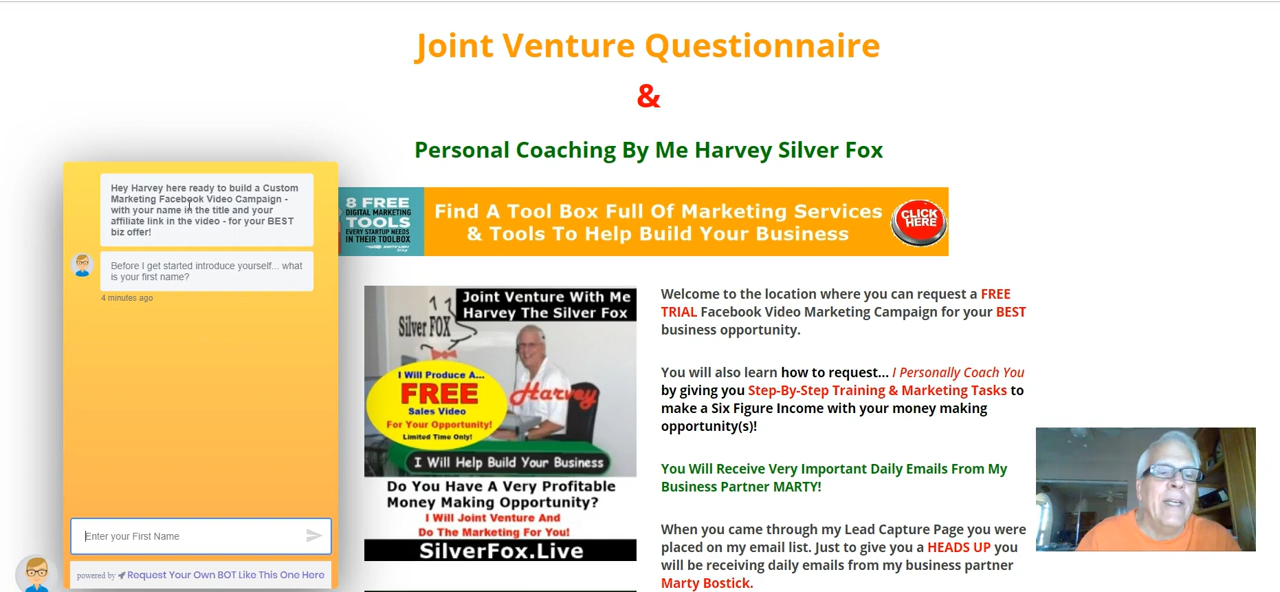 Joint Venture Questionnaire
&
Personal Coaching By Me Harvey Silver Fox
Hey Harvey here ready to build a Custom
Marketing Facebook Video Campaign -
with your name in the title and your
affiliate link in the video - for your BEST
biz offer!
Before I get started introduce yourself... what
is your first name?
4 minutes ago
Enter your First Name
powered by Request Your Own BOT Like This One Here
8 FREE
DIGITAL MARKETING
TOOLS
EVERY STARTUP NEEDS
IN THEIR TOOLBOX
Find A Tool Box Full Of Marketing Services
& Tools To Help Build Your Business
CLICK
HERE
Joint Venture With Me
Harvey The Silver Fox
Silver FOX
I Will Produce A...
FREE
Sales Video
For Your Opportunity!
Limited Time Only!
Harvey
I Will Help Build Your Business
Do You Have A Very Profitable
Money Making Opportunity?
I Will Joint Venture And
Do The Marketing For You!
SilverFox.Live
Welcome to the location where you can request a FREE
TRIAL Facebook Video Marketing Campaign for your BEST
business opportunity.
You will also learn how to request... I Personally Coach You
by giving you Step-By-Step Training & Marketing Tasks to
make a Six Figure Income with your money making
opportunity(s)!
You Will Receive Very Important Daily Emails From My
Business Partner MARTY!
When you came through my Lead Capture Page you were
placed on my email list. Just to give you a HEADS UP you
will be receiving daily emails from my business partner
Marty Bostick.